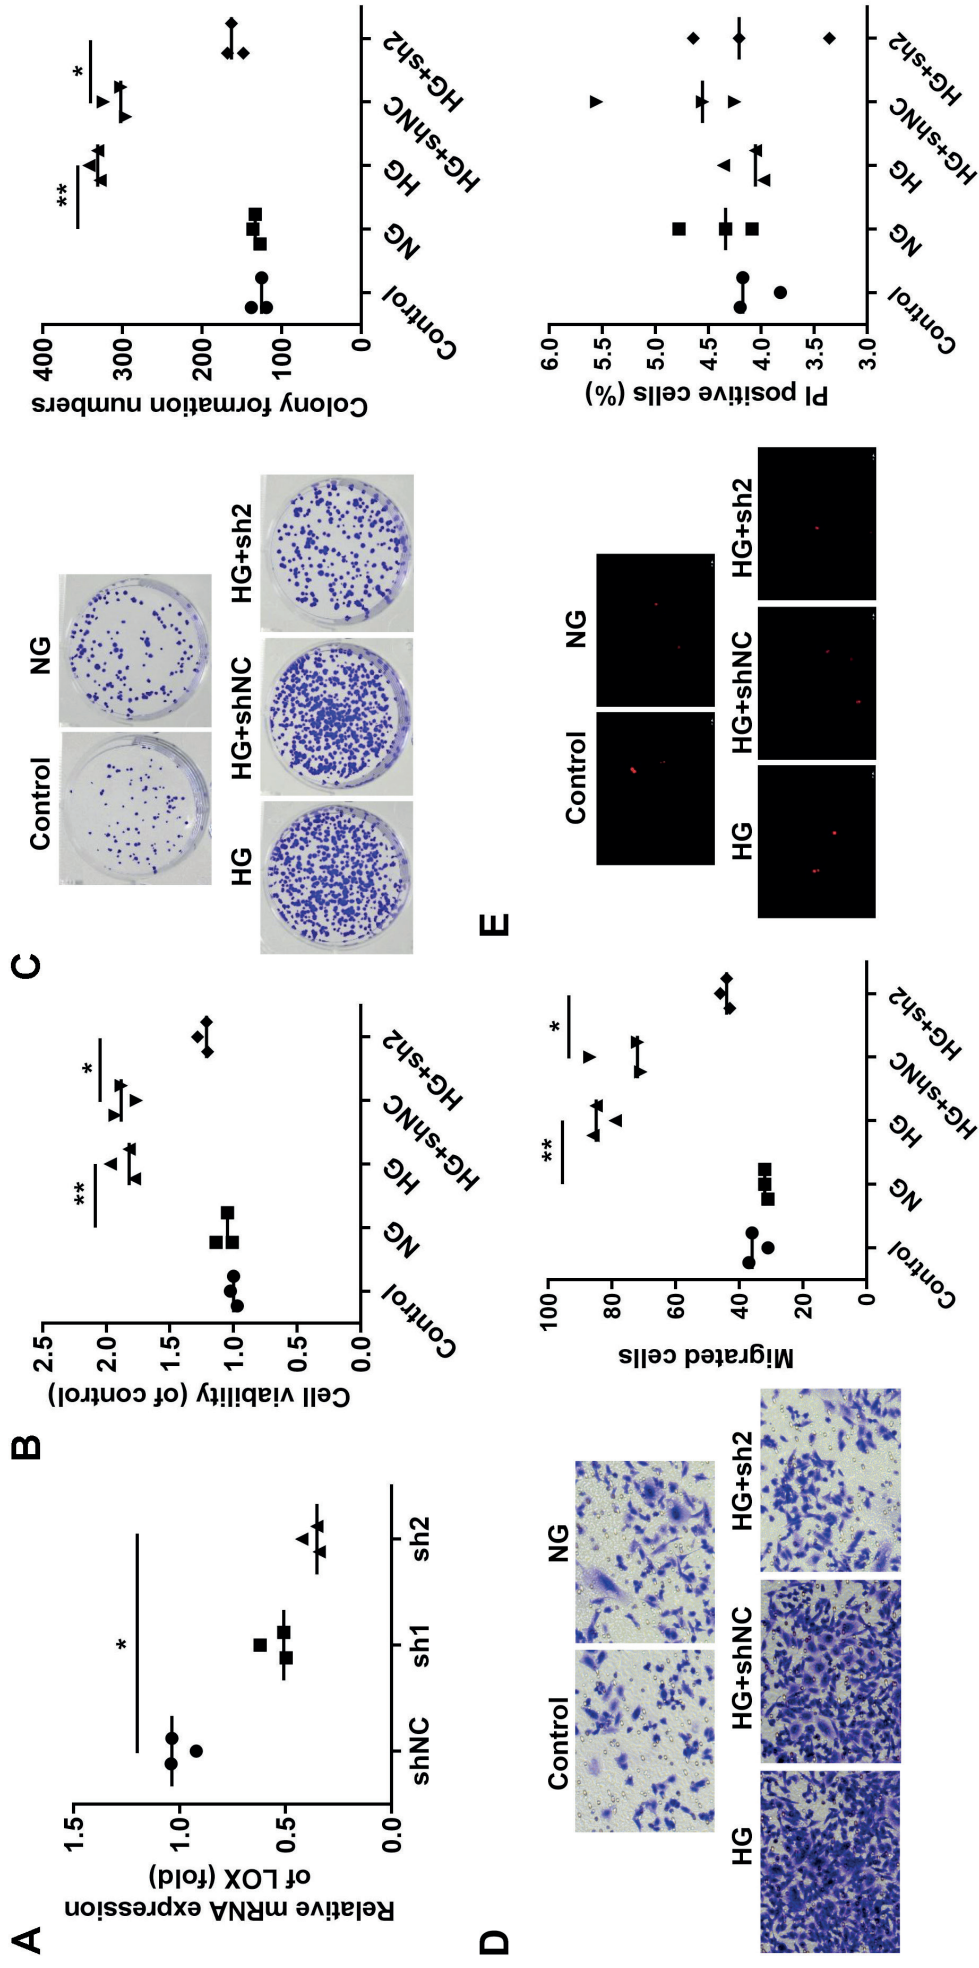 A
Relative mRNA expression
of LOX (fold)
1.5
1.0
0.5
0.0
*
shNC
sh1
sh2
B
Cell viability (of control)
2.5
2.0
1.5
1.0
0.5
0.0
**
*
Control
NG
HG
HG+shNC
HG+sh2
C
Control
NG
HG
HG+shNC
HG+sh2
Colony formation numbers
400
300
200
100
0
**
*
Control
NG
HG
HG+shNC
HG+sh2
D
Control
NG
HG
HG+shNC
HG+sh2
Migrated cells
100
80
60
40
20
0
**
*
Control
NG
HG
HG+shNC
HG+sh2
E
Control
NG
HG
HG+shNC
HG+sh2
PI positive cells (%)
6.0
5.5
5.0
4.5
4.0
3.5
3.0
Control
NG
HG
HG+shNC
HG+sh2